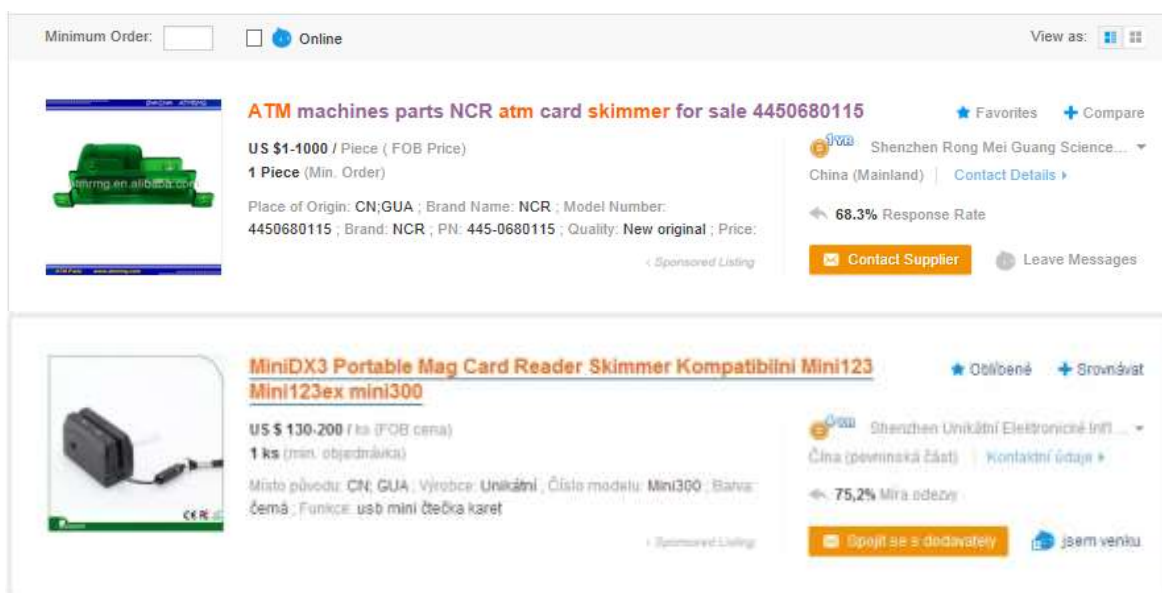 Minimum Order:
Online
View as:
ATM machines parts NCR atm card skimmer for sale 4450680115
Favorites
Compare
US $1-1000 / Piece ( FOB Price)
1 Piece (Min. Order)
Place of Origin: CN;GUA ; Brand Name: NCR ; Model Number:
4450680115 ; Brand: NCR ; PN: 445-0680115 ; Quality: New original ; Price:
‹ Sponsored Listing
Shenzhen Rong Mei Guang Science...
China (Mainland) | Contact Details
68.3% Response Rate
Contact Supplier
Leave Messages
atmrmg.en.alibaba.com
MiniDX3 Portable Mag Card Reader Skimmer Kompatibilní Mini123
Mini123ex mini300
Oblíbené
Srovnávat
US $ 130-200 / ks (FOB cena)
1 ks (min. objednávka)
Místo původu: CN; GUA ; Výrobce: Unikátní ; Číslo modelu: Mini300 ; Barva:
černá ; Funkce: usb mini čtečka karet
‹ Sponsored Listing
Shenzhen Unikátní Elektronické Inf1 ...
Čína (pevninská část) | Kontaktní údaje
75,2% Míra odezvy
Spojit se s dodavately
jsem venku